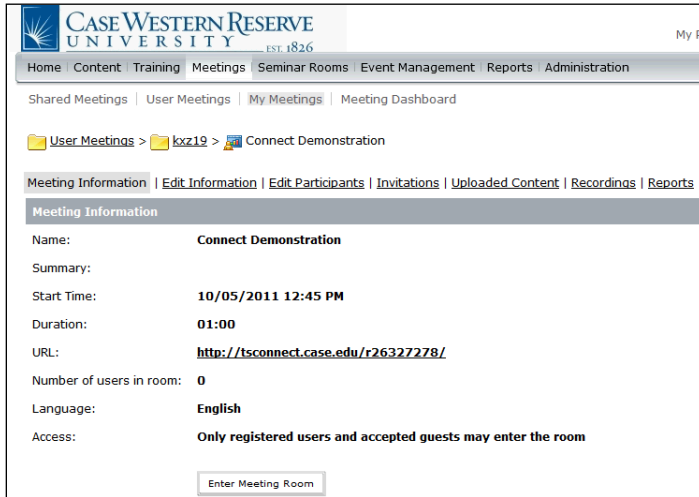 CASE WESTERN RESERVE
UNIVERSITY EST. 1826
My
Home Content Training Meetings Seminar Rooms Event Management Reports Administration
Shared Meetings | User Meetings | My Meetings | Meeting Dashboard
User Meetings > kxz19 > Connect Demonstration
Meeting Information | Edit Information | Edit Participants | Invitations | Uploaded Content | Recordings | Reports
Meeting Information
Name: Connect Demonstration
Summary:
Start Time: 10/05/2011 12:45 PM
Duration: 01:00
URL: http://tsconnect.case.edu/r26327278/
Number of users in room: 0
Language: English
Access: Only registered users and accepted guests may enter the room
Enter Meeting Room